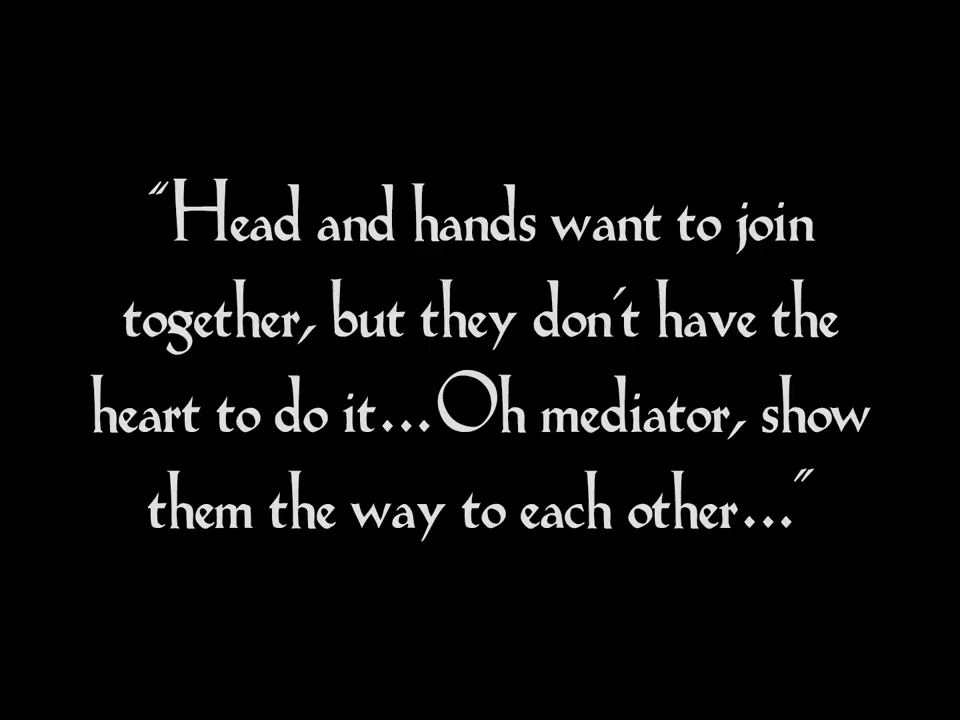 "Head and hands want to join
together, but they don't have the
heart to do it...Oh mediator, show
them the way to each other..."